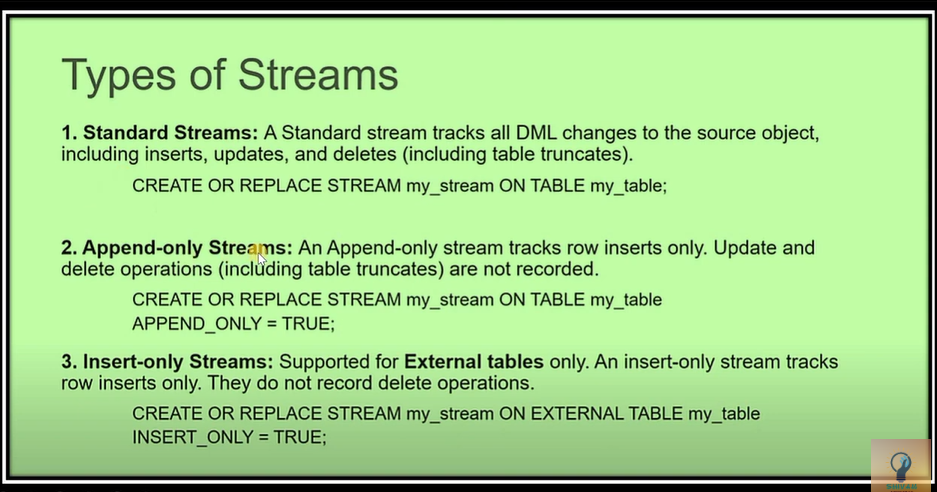 Types of Streams
1. Standard Streams: A Standard stream tracks all DML changes to the source object,
including inserts, updates, and deletes (including table truncates).
CREATE OR REPLACE STREAM my_stream ON TABLE my_table;
2. Append-only Streams: An Append-only stream tracks row inserts only. Update and
delete operations (including table truncates) are not recorded.
CREATE OR REPLACE STREAM my_stream ON TABLE my_table
APPEND_ONLY = TRUE;
3. Insert-only Streams: Supported for External tables only. An insert-only stream tracks
row inserts only. They do not record delete operations.
CREATE OR REPLACE STREAM my_stream ON EXTERNAL TABLE my_table
INSERT_ONLY = TRUE;